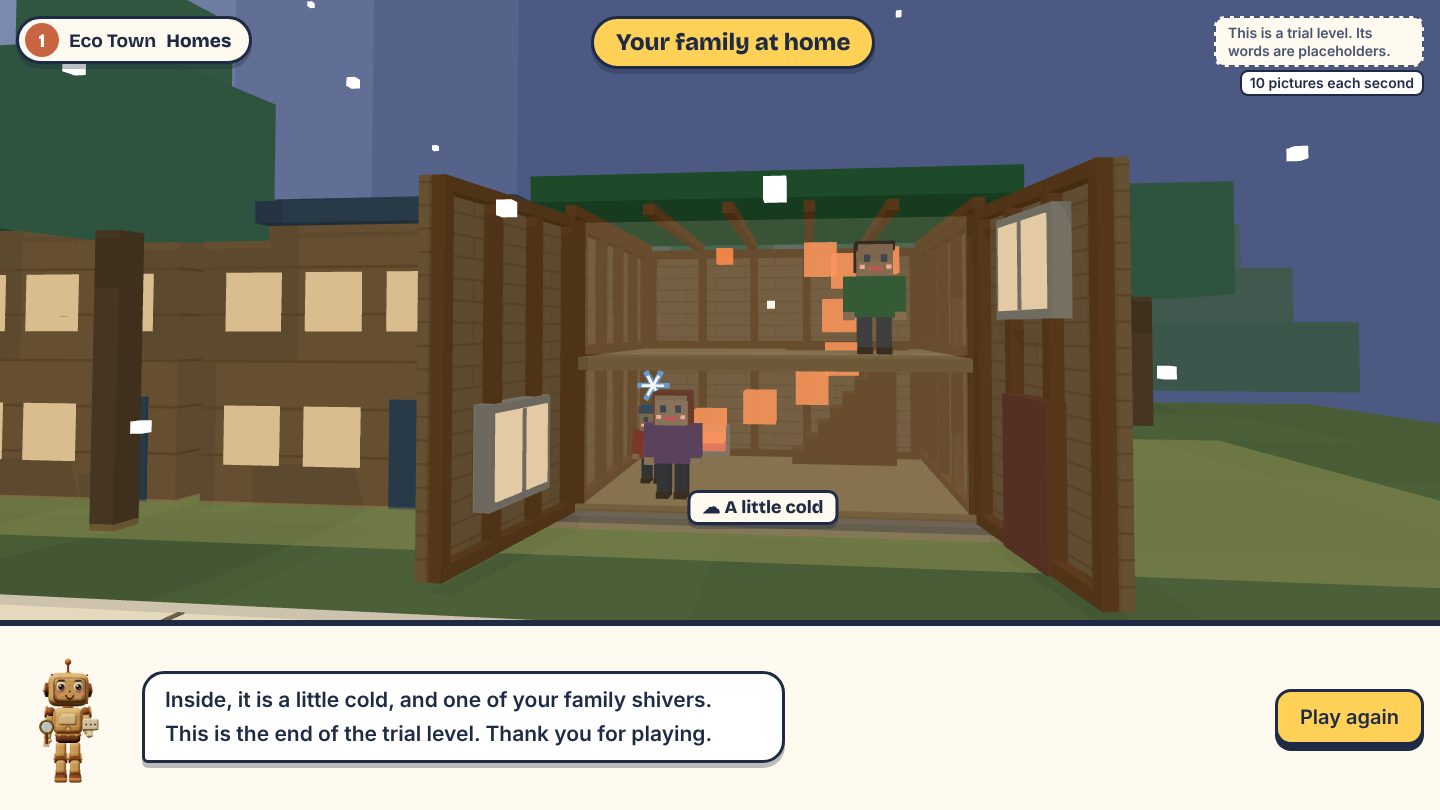 1 Eco Town Homes
Your family at home
This is a trial level. Its
words are placeholders.
10 pictures each second
A little cold
Inside, it is a little cold, and one of your family shivers.
This is the end of the trial level. Thank you for playing.
Play again